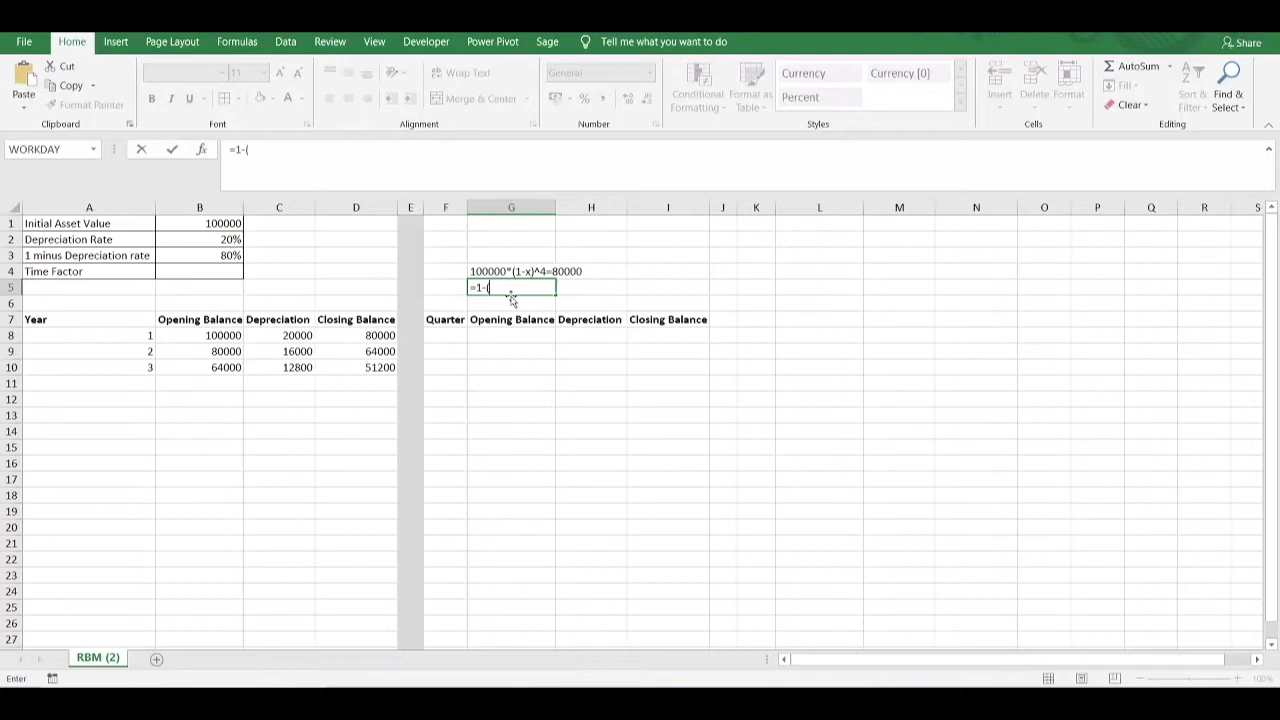 File Home Insert Page Layout Formulas Data Review View Developer Power Pivot Sage Tell me what you want to do Share
Paste Cut Copy Format Painter
Clipboard
11 A A B I U A
Font
Wrap Text Merge & Center
Alignment
General % ,
Number
Conditional Formatting Format as Table Currency Currency [0] Percent
Styles
Insert Delete Format
Cells
AutoSum Fill Clear Sort & Filter Find & Select
Editing
WORKDAY fx =1-(
A B C D E F G H I J K L M N O P Q R S
1 Initial Asset Value 100000
2 Depreciation Rate 20%
3 1 minus Depreciation rate 80%
4 Time Factor 100000*(1-x)^4=80000
5 =1-(
6
7 Year Opening Balance Depreciation Closing Balance Quarter Opening Balance Depreciation Closing Balance
8 1 100000 20000 80000
9 2 80000 16000 64000
10 3 64000 12800 51200
11
12
13
14
15
16
17
18
19
20
21
22
23
24
25
26
27
RBM (2)
Enter 100%